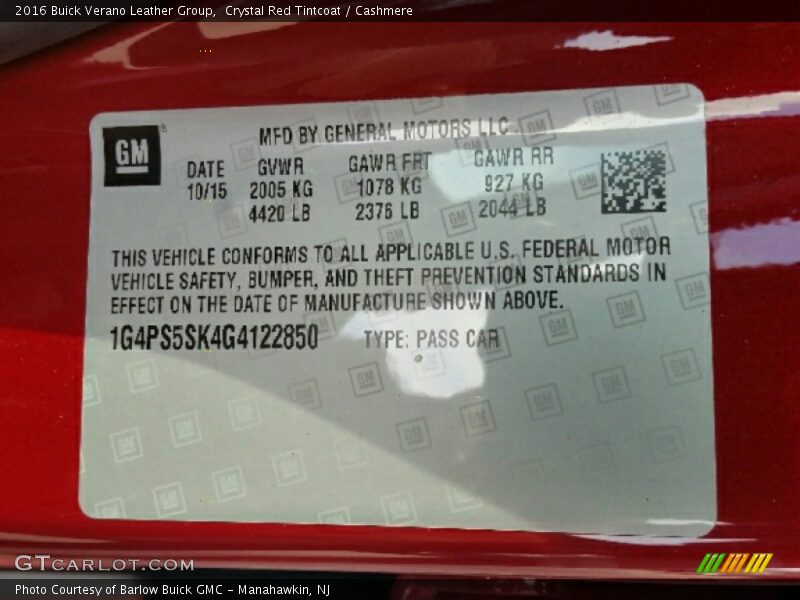 2016 Buick Verano Leather Group,  Crystal Red Tintcoat / Cashmere
GM
MFD BY GENERAL MOTORS LLC
DATE GVWR GAWR FRT GAWR RR
10/15 2005 KG 1078 KG 927 KG
4420 LB 2376 LB 2044 LB
THIS VEHICLE CONFORMS TO ALL APPLICABLE U.S. FEDERAL MOTOR
VEHICLE SAFETY, BUMPER, AND THEFT PREVENTION STANDARDS IN
EFFECT ON THE DATE OF MANUFACTURE SHOWN ABOVE.
1G4PS5SK4G4122850 TYPE: PASS CAR
GTCARLOT.COM
Photo Courtesy of Barlow Buick GMC - Manahawkin, NJ